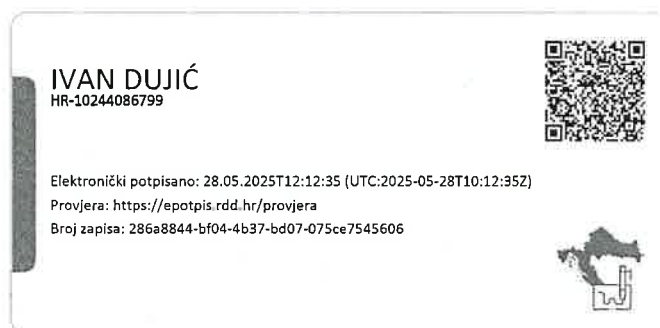 IVAN DUJIĆ
HR-10244086799
Elektronički potpisano: 28.05.2025T12:12:35 (UTC:2025-05-28T10:12:35Z)
Provjera: https://epotpis.rdd.hr/provjera
Broj zapisa: 286a8844-bf04-4b37-bd07-075ce7545606